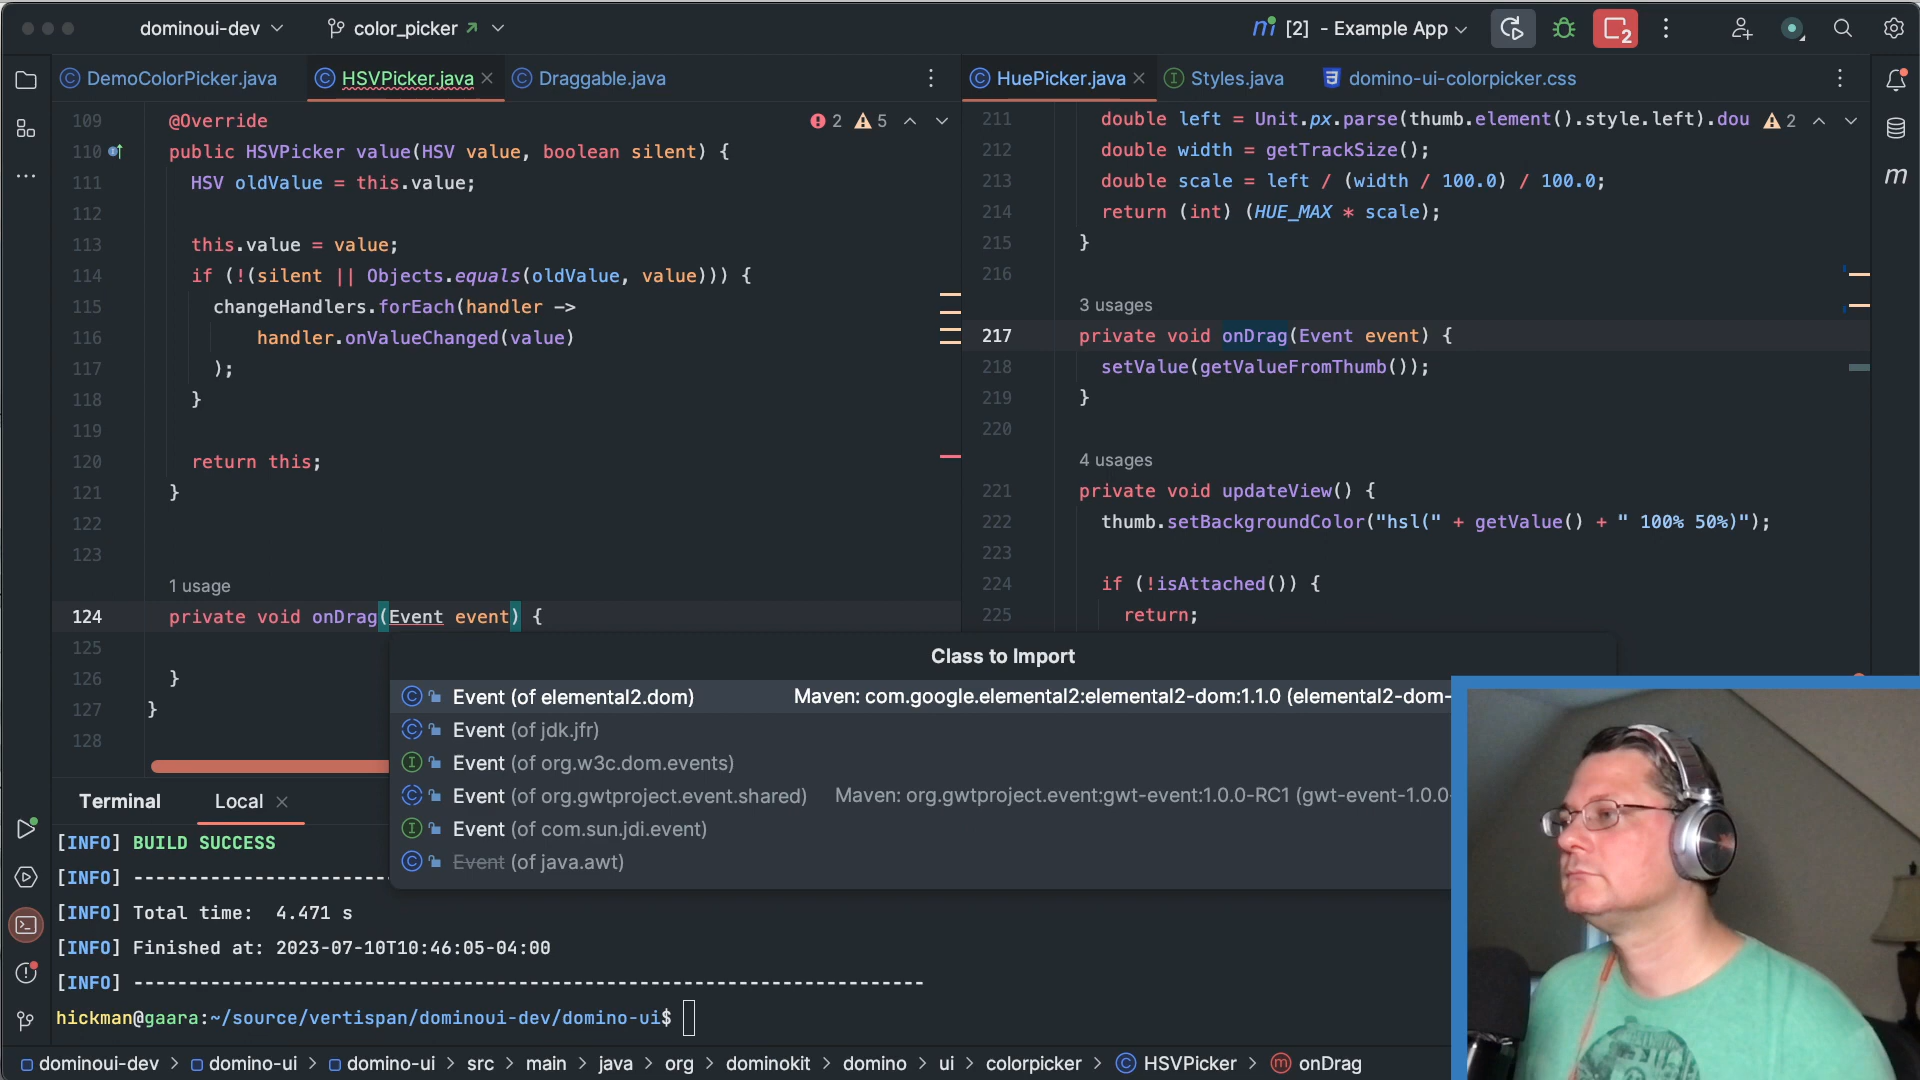 dominoui-dev
color_picker
[2] - Example App
2
DemoColorPicker.java
HSVPicker.java
Draggable.java
109 @Override
2 5
110 public HSVPicker value(HSV value, boolean silent) {
111 HSV oldValue = this.value;
112
113 this.value = value;
114 if (!(silent || Objects.equals(oldValue, value))) {
115 changeHandlers.forEach(handler ->
116 handler.onValueChanged(value)
117 );
118 }
119
120 return this;
121 }
122
123
1 usage
124 private void onDrag(Event event) {
125
126 }
127 }
128
HuePicker.java
Styles.java
domino-ui-colorpicker.css
211 double left = Unit.px.parse(thumb.element().style.left).dou
2
212 double width = getTrackSize();
213 double scale = left / (width / 100.0) / 100.0;
214 return (int) (HUE_MAX * scale);
215 }
216
3 usages
217 private void onDrag(Event event) {
218 setValue(getValueFromThumb());
219 }
220
4 usages
221 private void updateView() {
222 thumb.setBackgroundColor("hsl(" + getValue() + " 100% 50%)");
223
224 if (!isAttached()) {
225 return;
m
Class to Import
Event (of elemental2.dom) Maven: com.google.elemental2:elemental2-dom:1.1.0 (elemental2-dom-
Event (of jdk.jfr)
Event (of org.w3c.dom.events)
Event (of org.gwtproject.event.shared) Maven: org.gwtproject.event:gwt-event:1.0.0-RC1 (gwt-event-1.0.0-
Event (of com.sun.jdi.event)
Event (of java.awt)
Terminal Local
[INFO] BUILD SUCCESS
[INFO] ------------------------
[INFO] Total time:  4.471 s
[INFO] Finished at: 2023-07-10T10:46:05-04:00
[INFO] ------------------------------------------------------------------------
hickman@gaara:~/source/vertispan/dominoui-dev/domino-ui$
dominoui-dev > domino-ui > domino-ui > src > main > java > org > dominokit > domino > ui > colorpicker > HSVPicker > onDrag